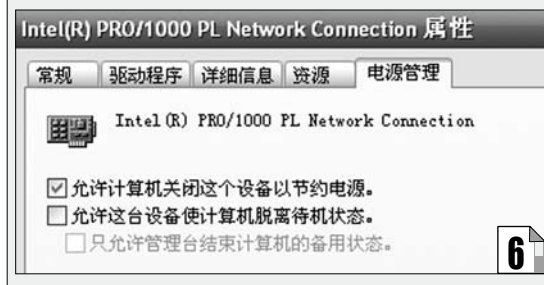 Intel(R) PRO/1000 PL Network Connection 属性
常规 驱动程序 详细信息 资源 电源管理
Intel(R) PRO/1000 PL Network Connection
允许计算机关闭这个设备以节约电源。
允许这台设备使计算机脱离待机状态。
只允许管理台结束计算机的备用状态。
6